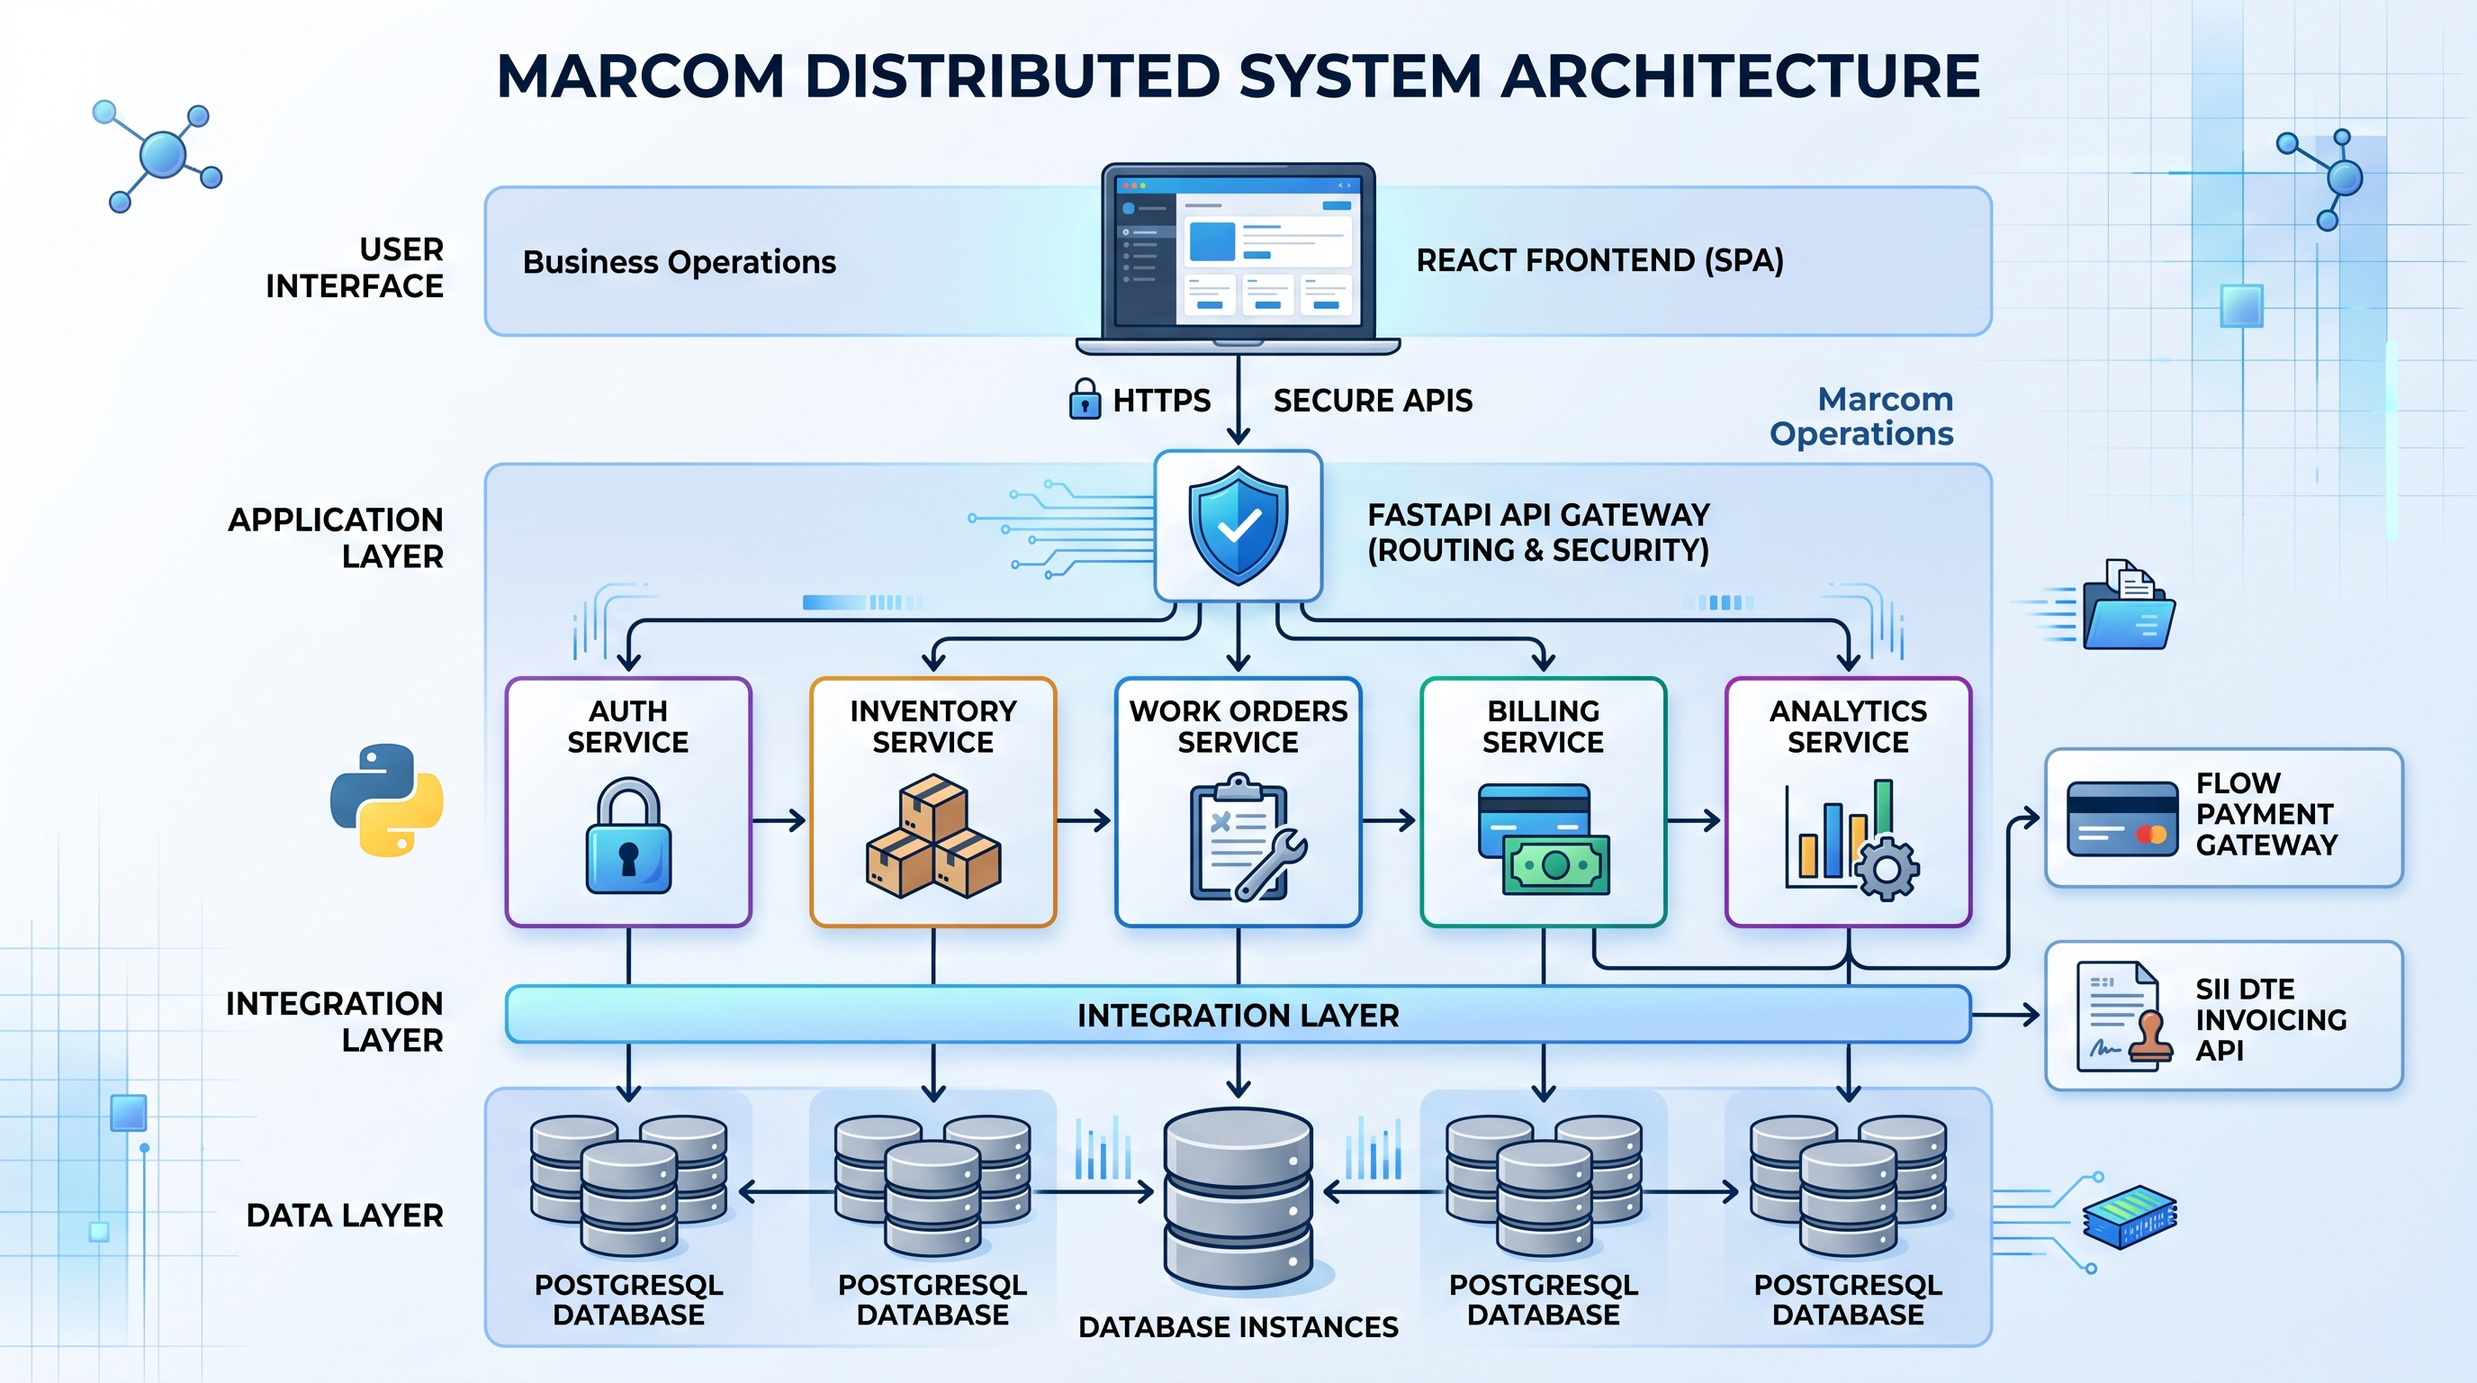 MARCOM DISTRIBUTED SYSTEM ARCHITECTURE
USER
INTERFACE
Business Operations
REACT FRONTEND (SPA)
HTTPS
SECURE APIS
Marcom
Operations
APPLICATION
LAYER
FASTAPI API GATEWAY
(ROUTING & SECURITY)
AUTH
SERVICE
INVENTORY
SERVICE
WORK ORDERS
SERVICE
BILLING
SERVICE
ANALYTICS
SERVICE
FLOW
PAYMENT
GATEWAY
INTEGRATION
LAYER
INTEGRATION LAYER
SII DTE
INVOICING
API
DATA LAYER
POSTGRESQL
DATABASE
POSTGRESQL
DATABASE
DATABASE INSTANCES
POSTGRESQL
DATABASE
POSTGRESQL
DATABASE